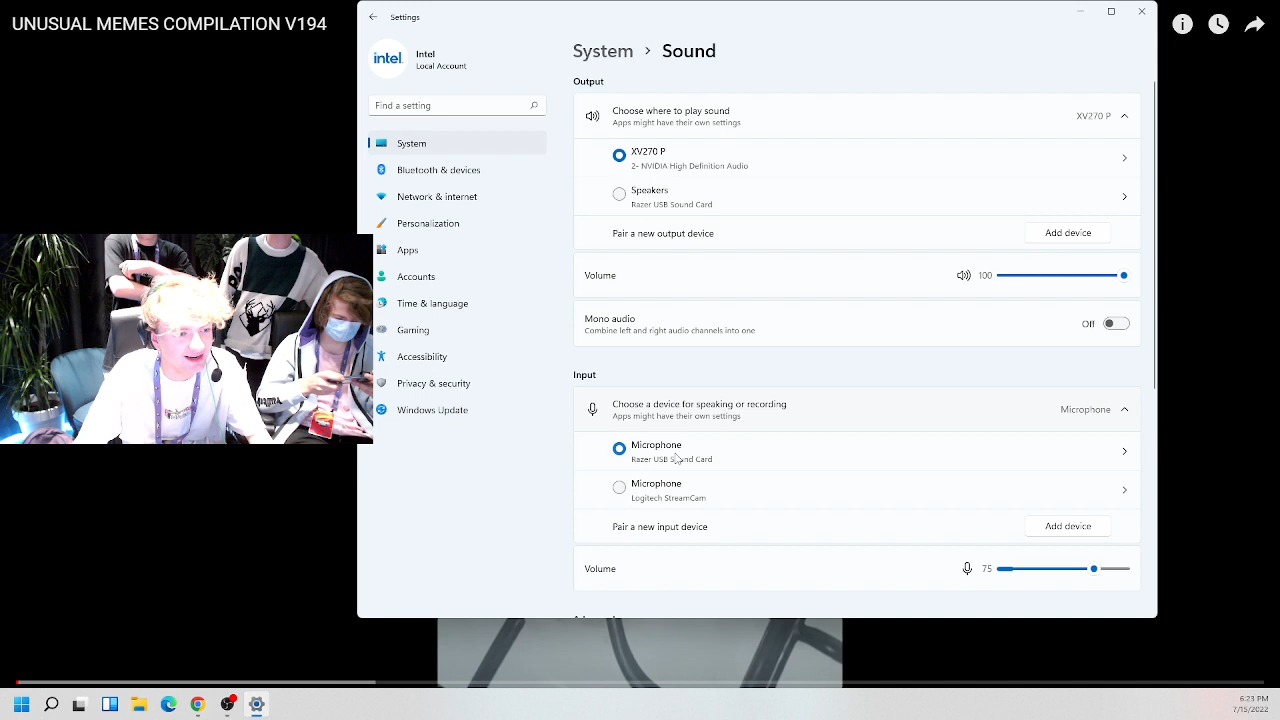 UNUSUAL MEMES COMPILATION V194
Settings
intel
Intel
Local Account
Find a setting
System
Bluetooth & devices
Network & internet
Personalization
Apps
Accounts
Time & language
Gaming
Accessibility
Privacy & security
Windows Update
System > Sound
Output
Choose where to play sound
Apps might have their own settings
XV270 P
XV270 P
2- NVIDIA High Definition Audio
Speakers
Razer USB Sound Card
Pair a new output device
Add device
Volume
100
Mono audio
Combine left and right audio channels into one
Off
Input
Choose a device for speaking or recording
Apps might have their own settings
Microphone
Microphone
Razer USB Sound Card
Microphone
Logitech StreamCam
Pair a new input device
Add device
Volume
75
6:23 PM
7/15/2022